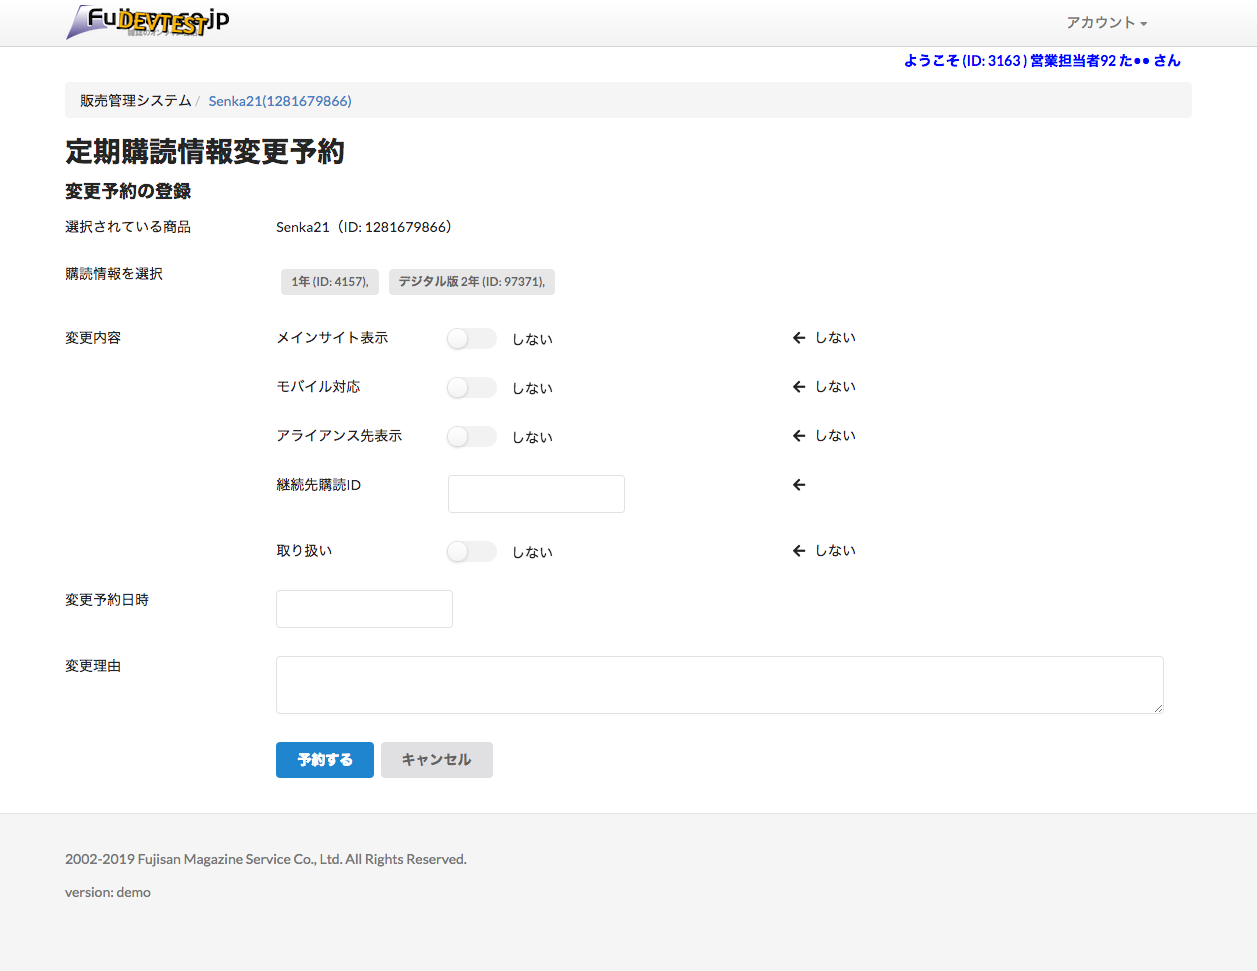 Fujisan.co.jp
DEVTEST
アカウント
ようこそ (ID: 3163 ) 営業担当者92 た●● さん
販売管理システム / Senka21(1281679866)
定期購読情報変更予約
変更予約の登録
選択されている商品 Senka21（ID: 1281679866）
購読情報を選択 1年 (ID: 4157), デジタル版 2年 (ID: 97371),
変更内容 メインサイト表示 しない ← しない
モバイル対応 しない ← しない
アライアンス先表示 しない ← しない
継続先購読ID ←
取り扱い しない ← しない
変更予約日時
変更理由
予約する キャンセル
2002-2019 Fujisan Magazine Service Co., Ltd. All Rights Reserved.
version: demo